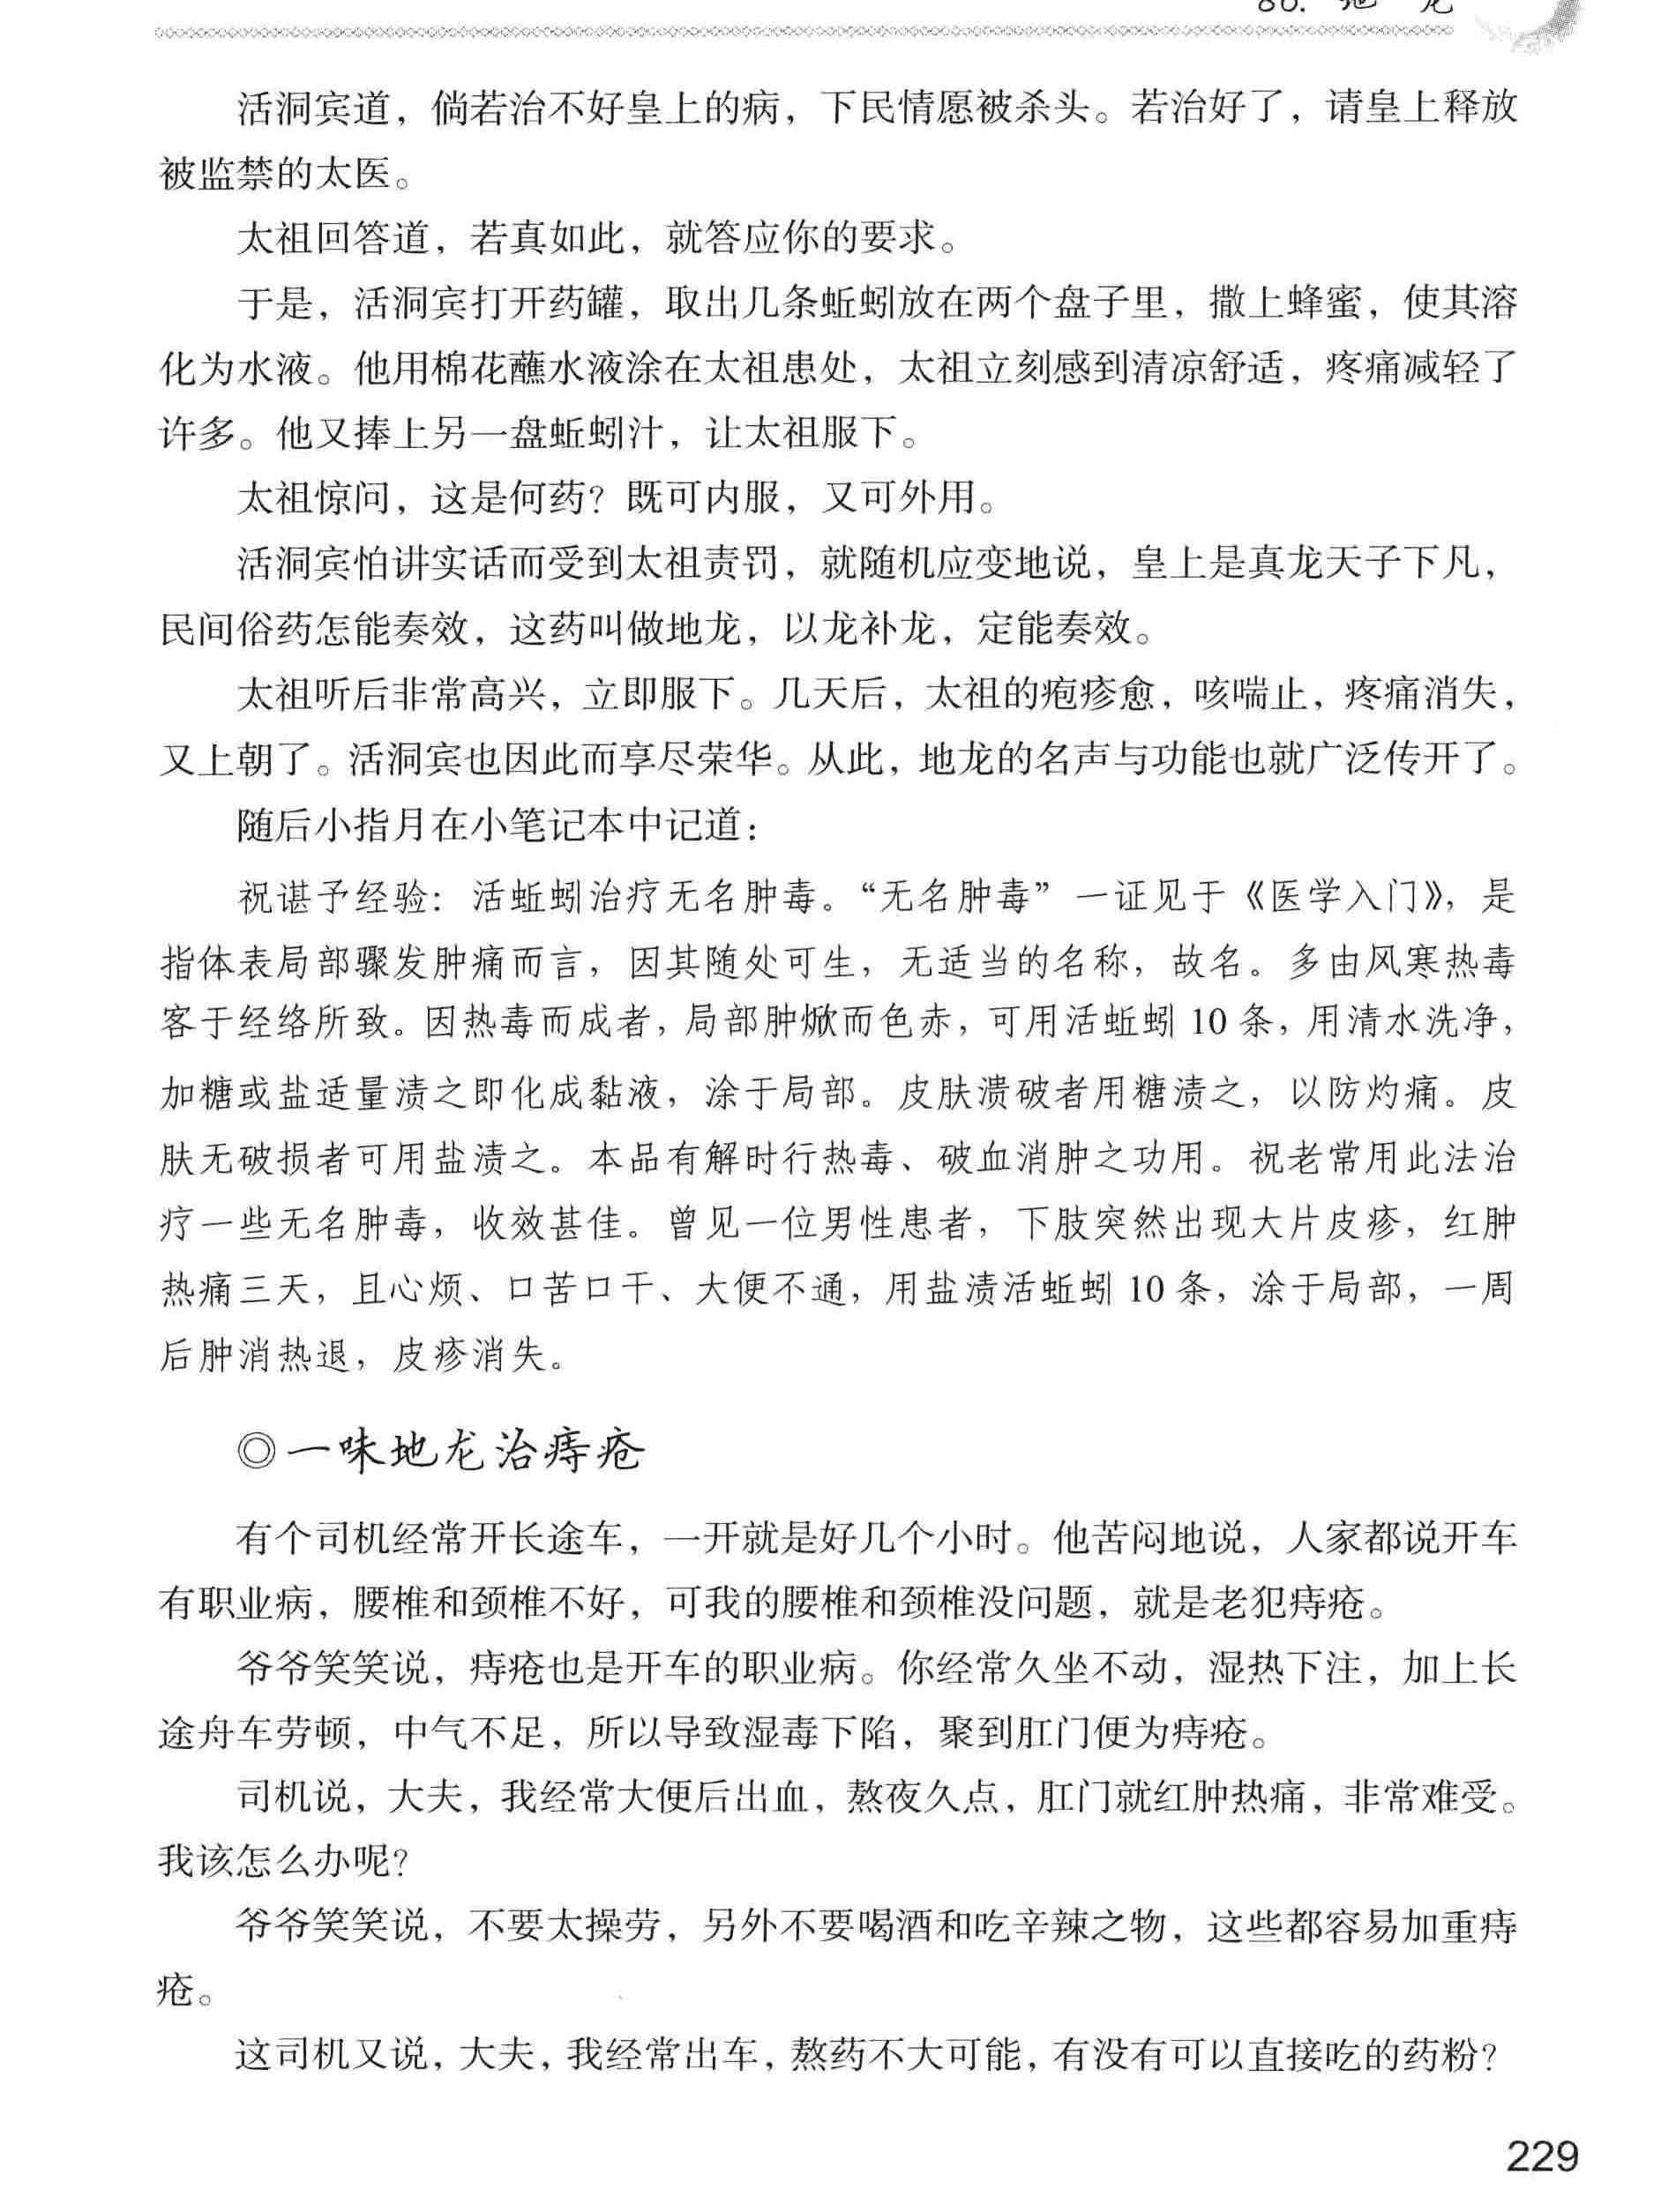 86. 地 龙
活洞宾道，倘若治不好皇上的病，下民情愿被杀头。若治好了，请皇上释放
被监禁的太医。
太祖回答道，若真如此，就答应你的要求。
于是，活洞宾打开药罐，取出几条蚯蚓放在两个盘子里，撒上蜂蜜，使其溶
化为水液。他用棉花蘸水液涂在太祖患处，太祖立刻感到清凉舒适，疼痛减轻了
许多。他又捧上另一盘蚯蚓汁，让太祖服下。
太祖惊问，这是何药？既可内服，又可外用。
活洞宾怕讲实话而受到太祖责罚，就随机应变地说，皇上是真龙天子下凡，
民间俗药怎能奏效，这药叫做地龙，以龙补龙，定能奏效。
太祖听后非常高兴，立即服下。几天后，太祖的疱疹愈，咳喘止，疼痛消失，
又上朝了。活洞宾也因此而享尽荣华。从此，地龙的名声与功能也就广泛传开了。
随后小指月在小笔记本中记道：
祝谌予经验：活蚯蚓治疗无名肿毒。“无名肿毒”一证见于《医学入门》，是
指体表局部骤发肿痛而言，因其随处可生，无适当的名称，故名。多由风寒热毒
客于经络所致。因热毒而成者，局部肿焮而色赤，可用活蚯蚓 10 条，用清水洗净，
加糖或盐适量渍之即化成黏液，涂于局部。皮肤溃破者用糖渍之，以防灼痛。皮
肤无破损者可用盐渍之。本品有解时行热毒、破血消肿之功用。祝老常用此法治
疗一些无名肿毒，收效甚佳。曾见一位男性患者，下肢突然出现大片皮疹，红肿
热痛三天，且心烦、口苦口干、大便不通，用盐渍活蚯蚓 10 条，涂于局部，一周
后肿消热退，皮疹消失。
◎一味地龙治痔疮
有个司机经常开长途车，一开就是好几个小时。他苦闷地说，人家都说开车
有职业病，腰椎和颈椎不好，可我的腰椎和颈椎没问题，就是老犯痔疮。
爷爷笑笑说，痔疮也是开车的职业病。你经常久坐不动，湿热下注，加上长
途舟车劳顿，中气不足，所以导致湿毒下陷，聚到肛门便为痔疮。
司机说，大夫，我经常大便后出血，熬夜久点，肛门就红肿热痛，非常难受。
我该怎么办呢？
爷爷笑笑说，不要太操劳，另外不要喝酒和吃辛辣之物，这些都容易加重痔
疮。
这司机又说，大夫，我经常出车，熬药不大可能，有没有可以直接吃的药粉？
229